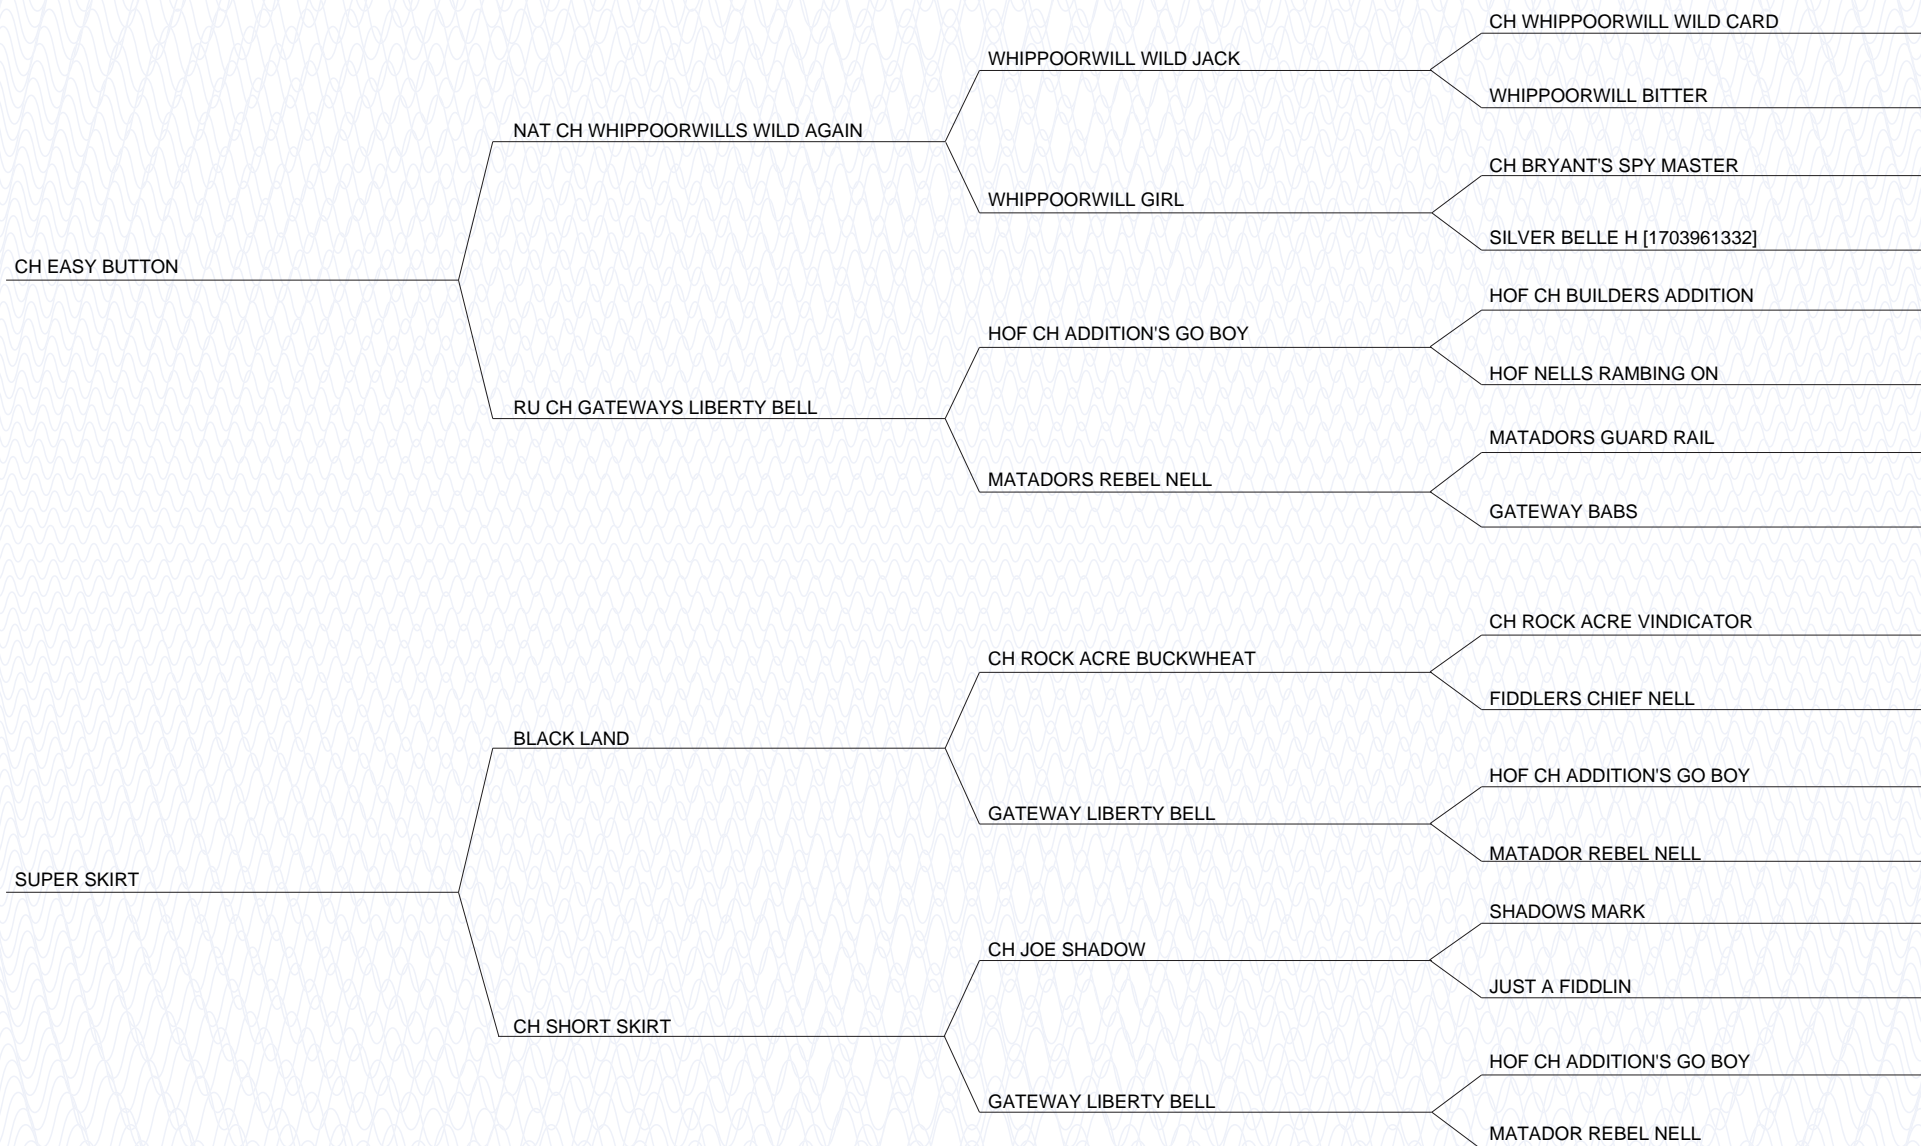 CH EASY BUTTON
NAT CH WHIPPOORWILLS WILD AGAIN
WHIPPOORWILL WILD JACK
CH WHIPPOORWILL WILD CARD
WHIPPOORWILL BITTER
WHIPPOORWILL GIRL
CH BRYANT'S SPY MASTER
SILVER BELLE H [1703961332]
RU CH GATEWAYS LIBERTY BELL
HOF CH ADDITION'S GO BOY
HOF CH BUILDERS ADDITION
HOF NELLS RAMBING ON
MATADORS REBEL NELL
MATADORS GUARD RAIL
GATEWAY BABS
SUPER SKIRT
BLACK LAND
CH ROCK ACRE BUCKWHEAT
CH ROCK ACRE VINDICATOR
FIDDLERS CHIEF NELL
GATEWAY LIBERTY BELL
HOF CH ADDITION'S GO BOY
MATADOR REBEL NELL
CH SHORT SKIRT
CH JOE SHADOW
SHADOWS MARK
JUST A FIDDLIN
GATEWAY LIBERTY BELL
HOF CH ADDITION'S GO BOY
MATADOR REBEL NELL